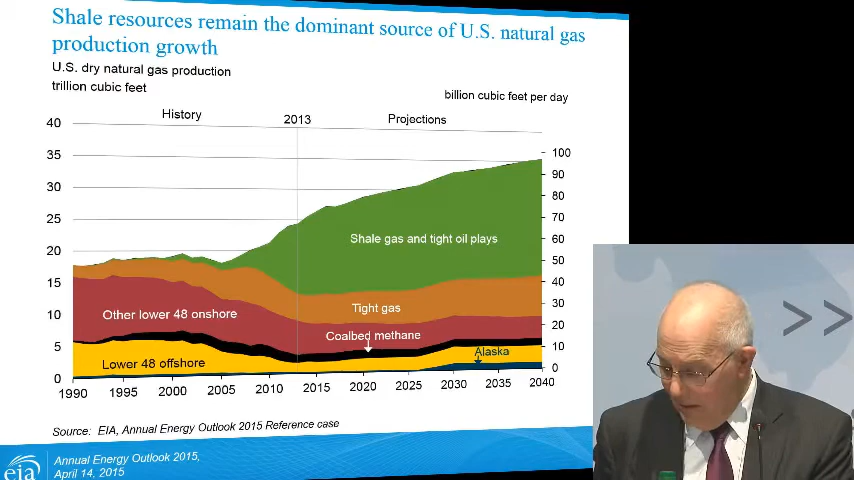 Shale resources remain the dominant source of U.S. natural gas
production growth
U.S. dry natural gas production
trillion cubic feet
billion cubic feet per day
History
2013
Projections
40
35
30
25
20
15
10
5
0
100
90
80
70
60
50
40
30
20
10
0
Shale gas and tight oil plays
Tight gas
Other lower 48 onshore
Coalbed methane
Lower 48 offshore
Alaska
1990 1995 2000 2005 2010 2015 2020 2025 2030 2035 2040
Source: EIA, Annual Energy Outlook 2015 Reference case
eia
Annual Energy Outlook 2015,
April 14, 2015
>>